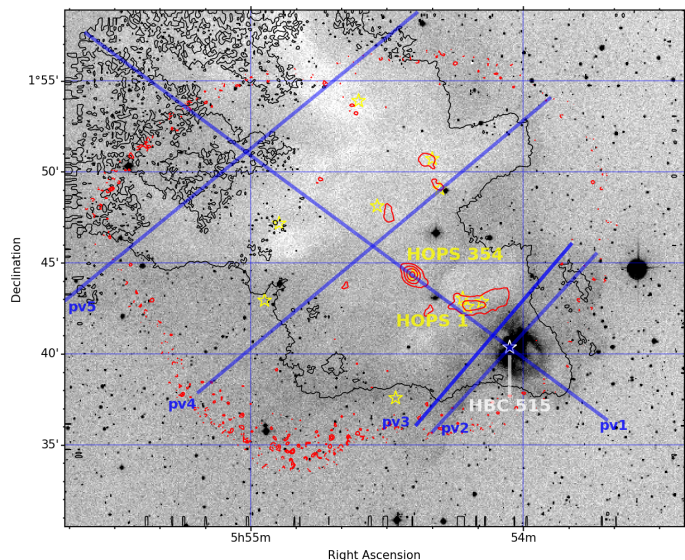 1°55'
50'
45'
40'
35'
Declination
HOPS 354
HOPS 1
HBC 515
pv5
pv4
pv3
pv2
pv1
5h55m
54m
Right Ascension